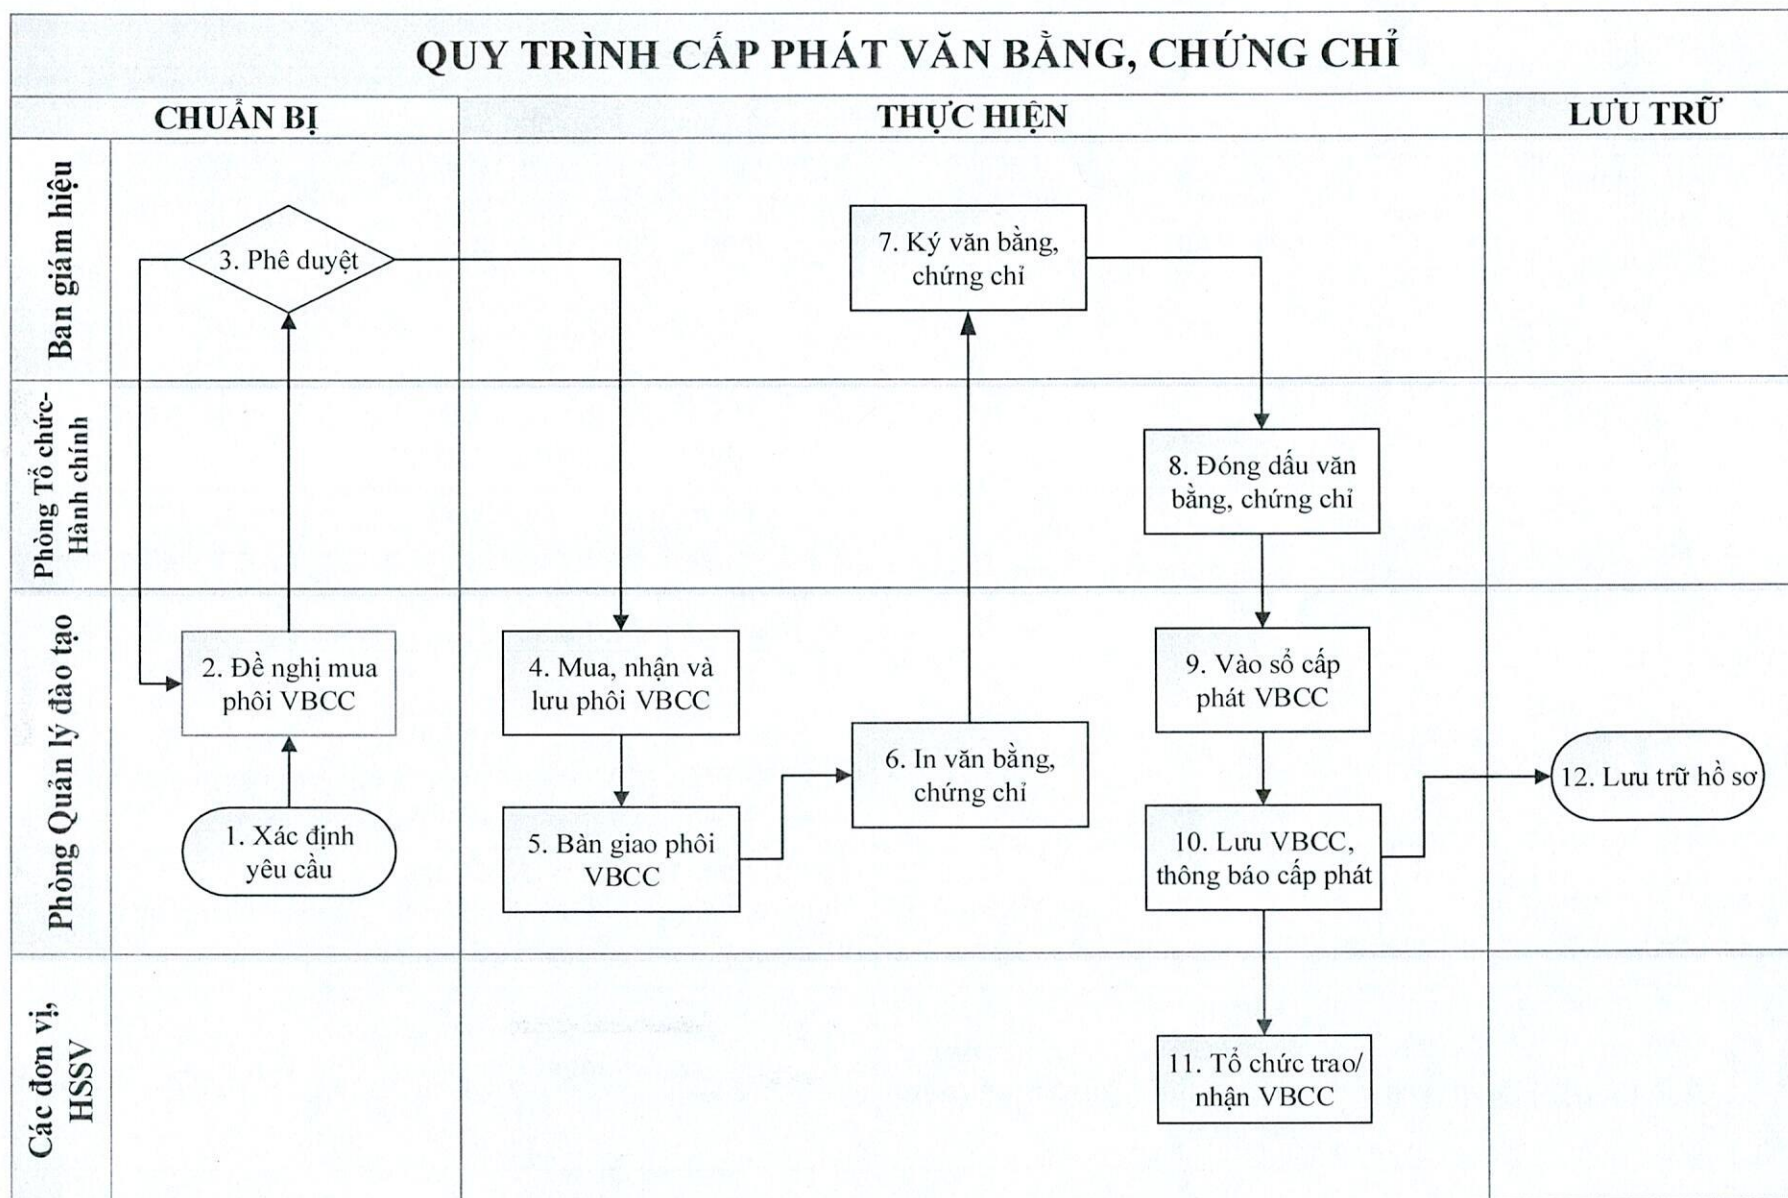 QUY TRÌNH CẤP PHÁT VĂN BẰNG, CHỨNG CHỈ
CHUẨN BỊ
THỰC HIỆN
LƯU TRỮ
Ban giám hiệu
3. Phê duyệt
7. Ký văn bằng,
chứng chỉ
Phòng Tổ chức-
Hành chính
8. Đóng dấu văn
bằng, chứng chỉ
Phòng Quản lý đào tạo
2. Đề nghị mua
phôi VBCC
4. Mua, nhận và
lưu phôi VBCC
9. Vào sổ cấp
phát VBCC
6. In văn bằng,
chứng chỉ
12. Lưu trữ hồ sơ
1. Xác định
yêu cầu
5. Bàn giao phôi
VBCC
10. Lưu VBCC,
thông báo cấp phát
Các đơn vị,
HSSV
11. Tổ chức trao/
nhận VBCC